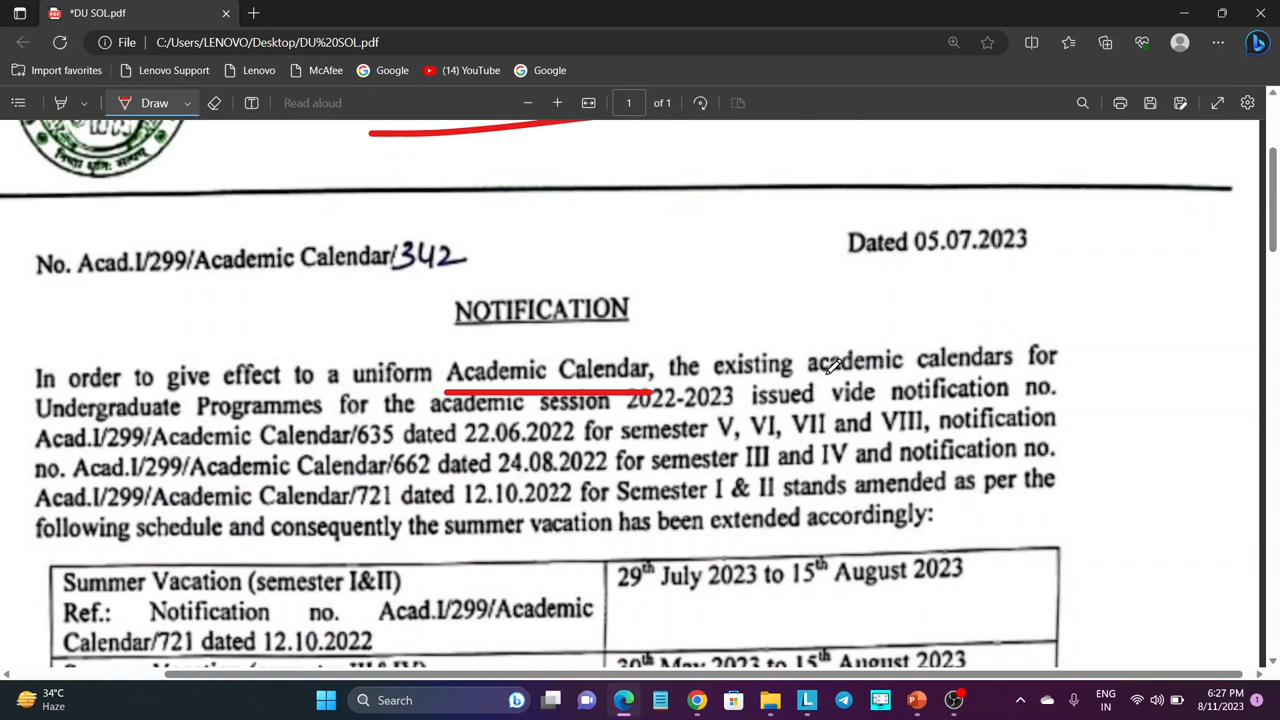 *DU SOL.pdf
File C:/Users/LENOVO/Desktop/DU%20SOL.pdf
Import favorites Lenovo Support Lenovo McAfee Google (14) YouTube Google
Draw Read aloud 1 of 1
निष्ठा धृतिः सत्यम्
No. Acad.I/299/Academic Calendar/342 Dated 05.07.2023
NOTIFICATION
In order to give effect to a uniform Academic Calendar, the existing academic calendars for
Undergraduate Programmes for the academic session 2022-2023 issued vide notification no.
Acad.I/299/Academic Calendar/635 dated 22.06.2022 for semester V, VI, VII and VIII, notification
no. Acad.I/299/Academic Calendar/662 dated 24.08.2022 for semester III and IV and notification no.
Acad.I/299/Academic Calendar/721 dated 12.10.2022 for Semester I & II stands amended as per the
following schedule and consequently the summer vacation has been extended accordingly:
Summer Vacation (semester I&II) 29th July 2023 to 15th August 2023
Ref.: Notification no. Acad.I/299/Academic
Calendar/721 dated 12.10.2022
30th May 2023 to 15th August 2023
34°C
Haze
Search
ENG
IN
6:27 PM
8/11/2023
1